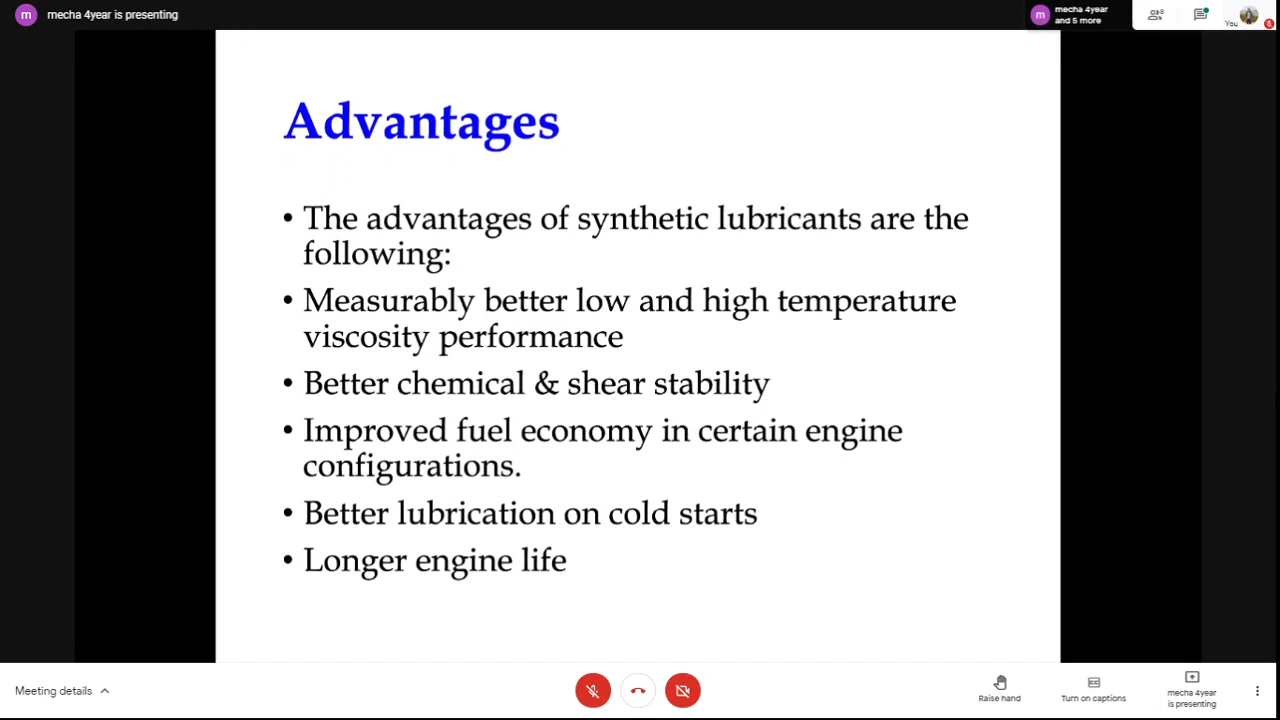 m mecha 4year is presenting
m mecha 4year
and 5 more
8
You
Advantages
• The advantages of synthetic lubricants are the
following:
• Measurably better low and high temperature
viscosity performance
• Better chemical & shear stability
• Improved fuel economy in certain engine
configurations.
• Better lubrication on cold starts
• Longer engine life
Meeting details
Raise hand
Turn on captions
mecha 4year
is presenting